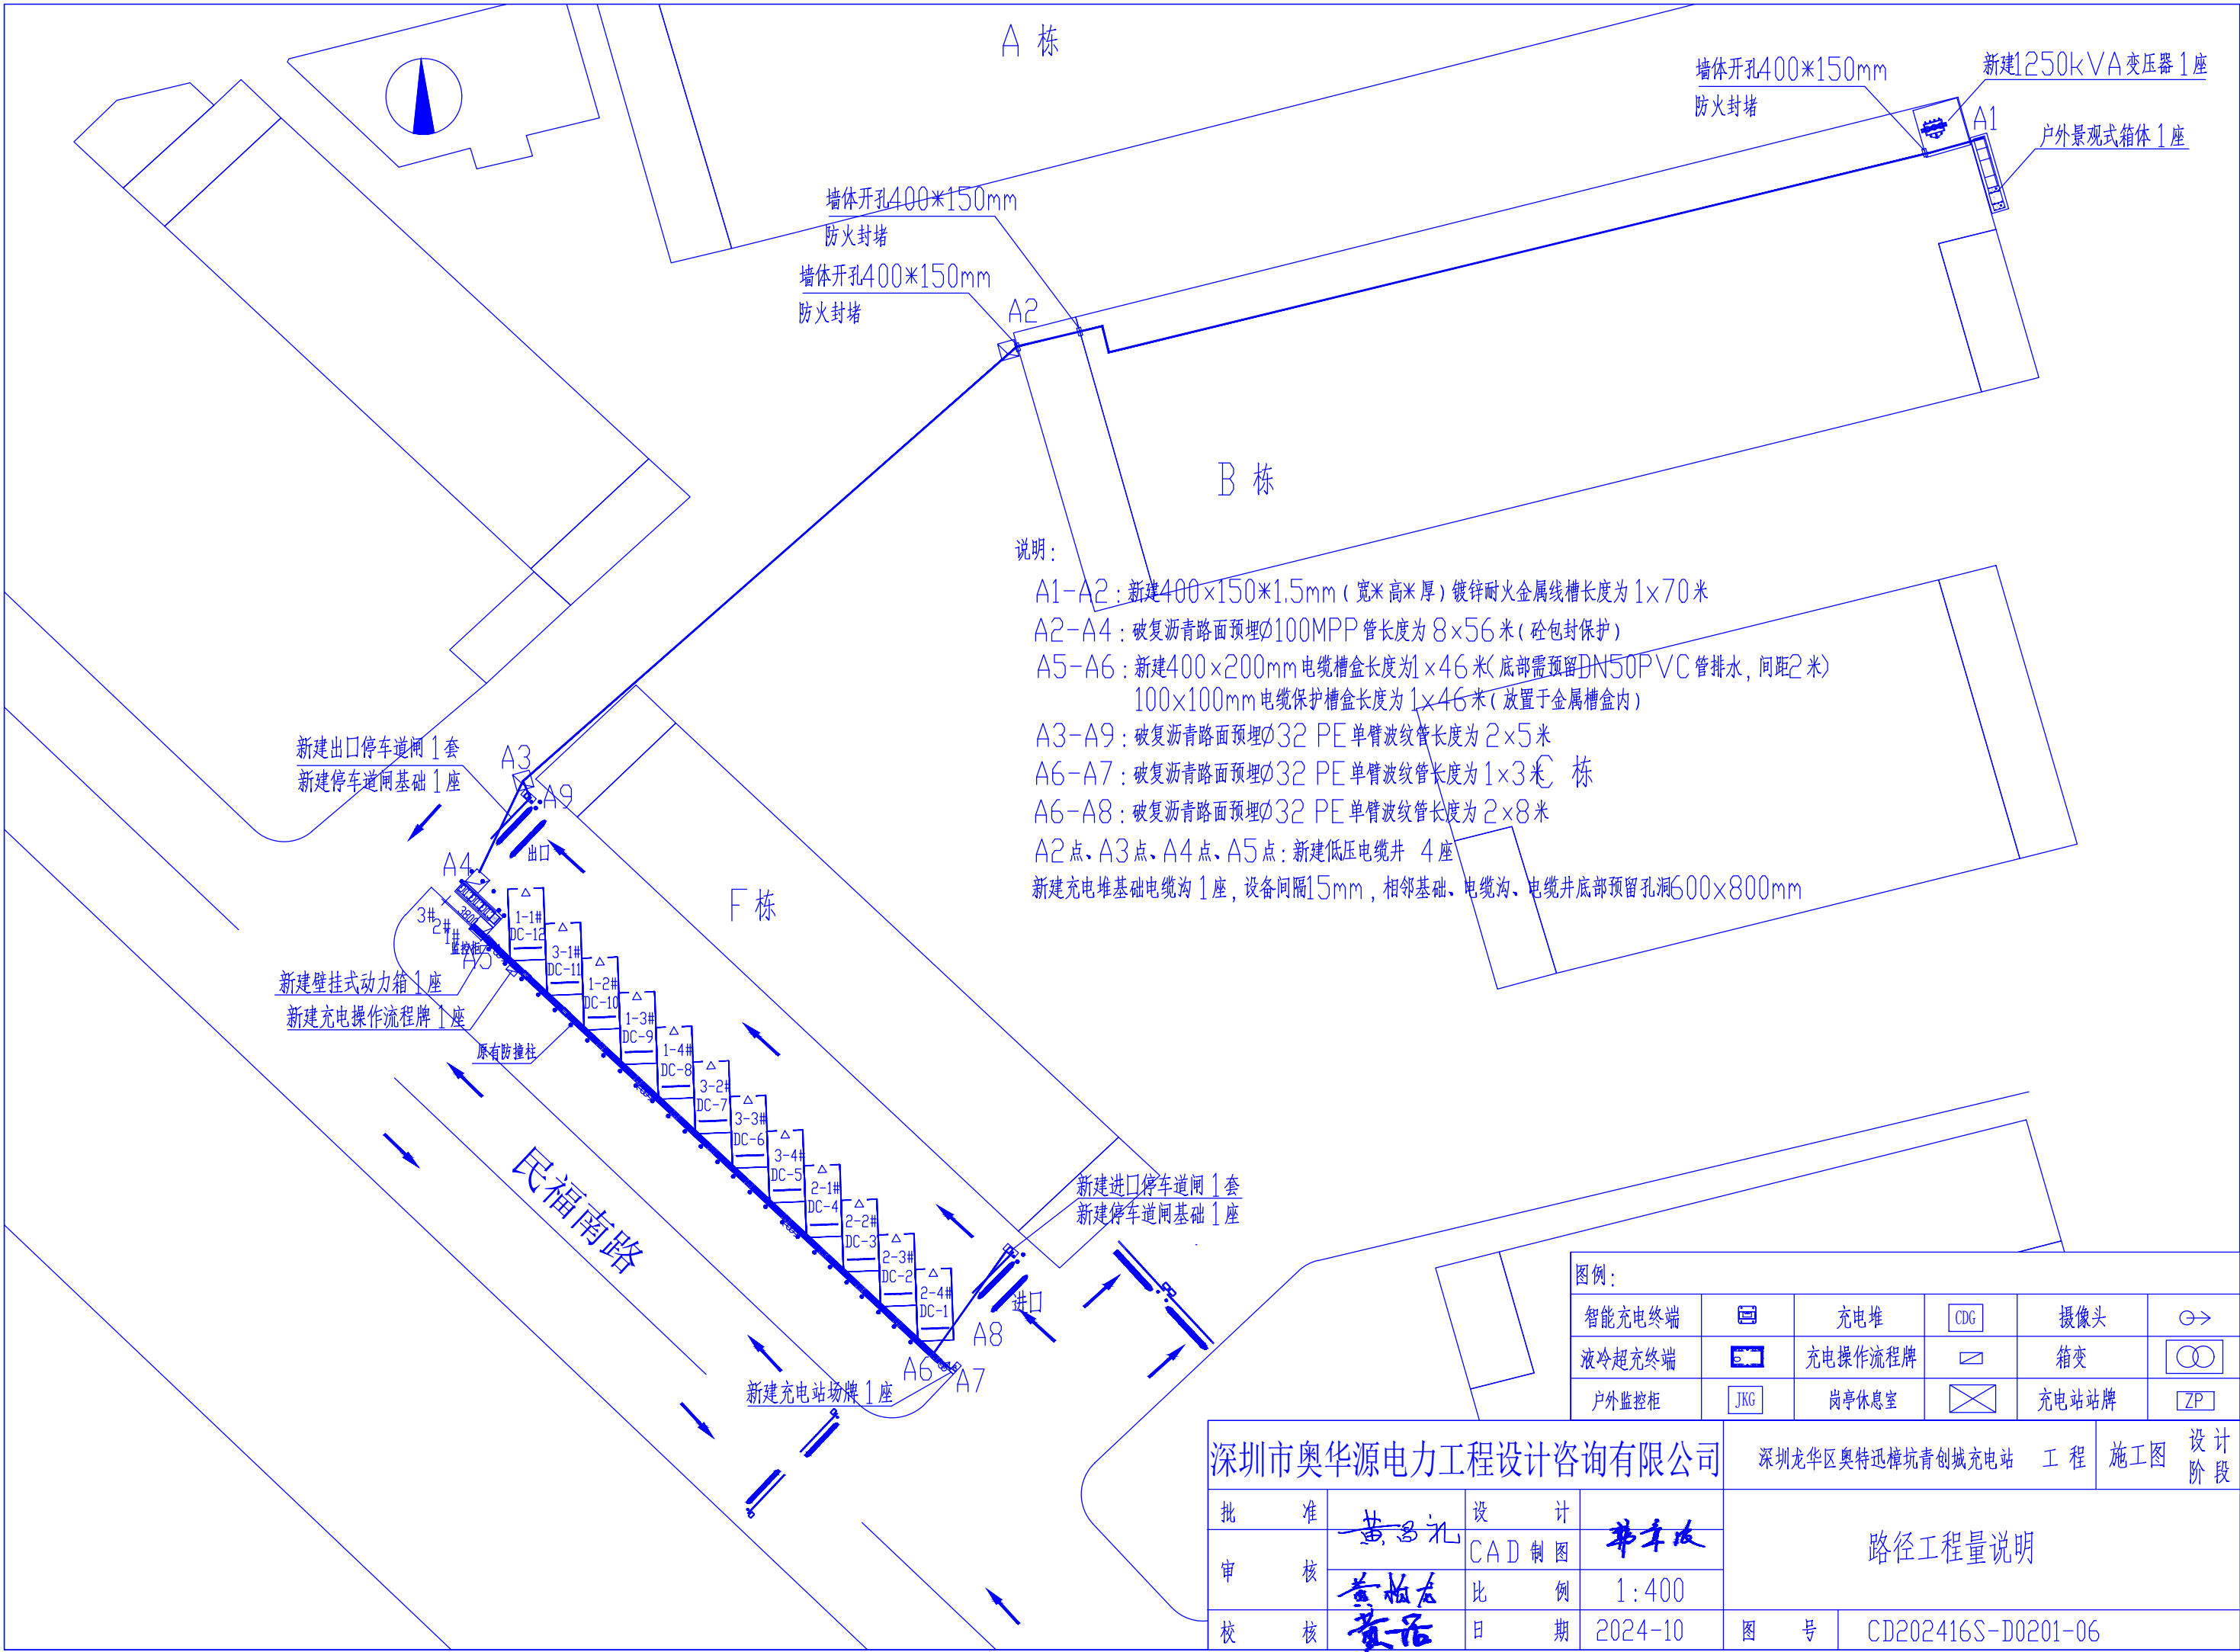 A 栋
墙体开孔400*150mm
防火封堵
新建1250kVA变压器1座
A1
户外景观式箱体1座
墙体开孔400*150mm
防火封堵
墙体开孔400*150mm
防火封堵
A2
B 栋
说明：
A1-A2：新建400×150*1.5mm（宽*高*厚）镀锌耐火金属线槽长度为1×70米
A2-A4：破复沥青路面预埋Ø100MPP管长度为8×56米（砼包封保护）
A5-A6：新建400×200mm电缆槽盒长度为1×46米（底部需预留DN50PVC管排水，间距2米）
100×100mm电缆保护槽盒长度为1×46米（放置于金属槽盒内）
A3-A9：破复沥青路面预埋Ø32 PE单臂波纹管长度为2×5米
A6-A7：破复沥青路面预埋Ø32 PE单臂波纹管长度为1×3米
C 栋
A6-A8：破复沥青路面预埋Ø32 PE单臂波纹管长度为2×8米
A2点、A3点、A4点、A5点：新建低压电缆井 4座
新建充电堆基础电缆沟1座，设备间隔15mm，相邻基础、电缆沟、电缆井底部预留孔洞600×800mm
新建出口停车道闸1套
新建停车道闸基础1座
A3
A9
出口
A4
3#
2#
1#
3800
监控柜
A5
F 栋
新建壁挂式动力箱1座
新建充电操作流程牌1座
原有防撞柱
1-1#
DC-12
3-1#
DC-11
1-2#
DC-10
1-3#
DC-9
1-4#
DC-8
3-2#
DC-7
3-3#
DC-6
3-4#
DC-5
2-1#
DC-4
2-2#
DC-3
2-3#
DC-2
2-4#
DC-1
民福南路
新建进口停车道闸1套
新建停车道闸基础1座
进口
A8
A6
A7
新建充电站场牌1座
图例：
智能充电终端 充电堆 CDG 摄像头
液冷超充终端 充电操作流程牌 箱变
户外监控柜 JKG 岗亭休息室 充电站站牌 ZP
深圳市奥华源电力工程设计咨询有限公司
深圳龙华区奥特迅樟坑青创城充电站 工程 施工图 设计阶段
批准 设计
审核 CAD制图
比例 1:400
路径工程量说明
校核 日期 2024-10 图号 CD202416S-D0201-06